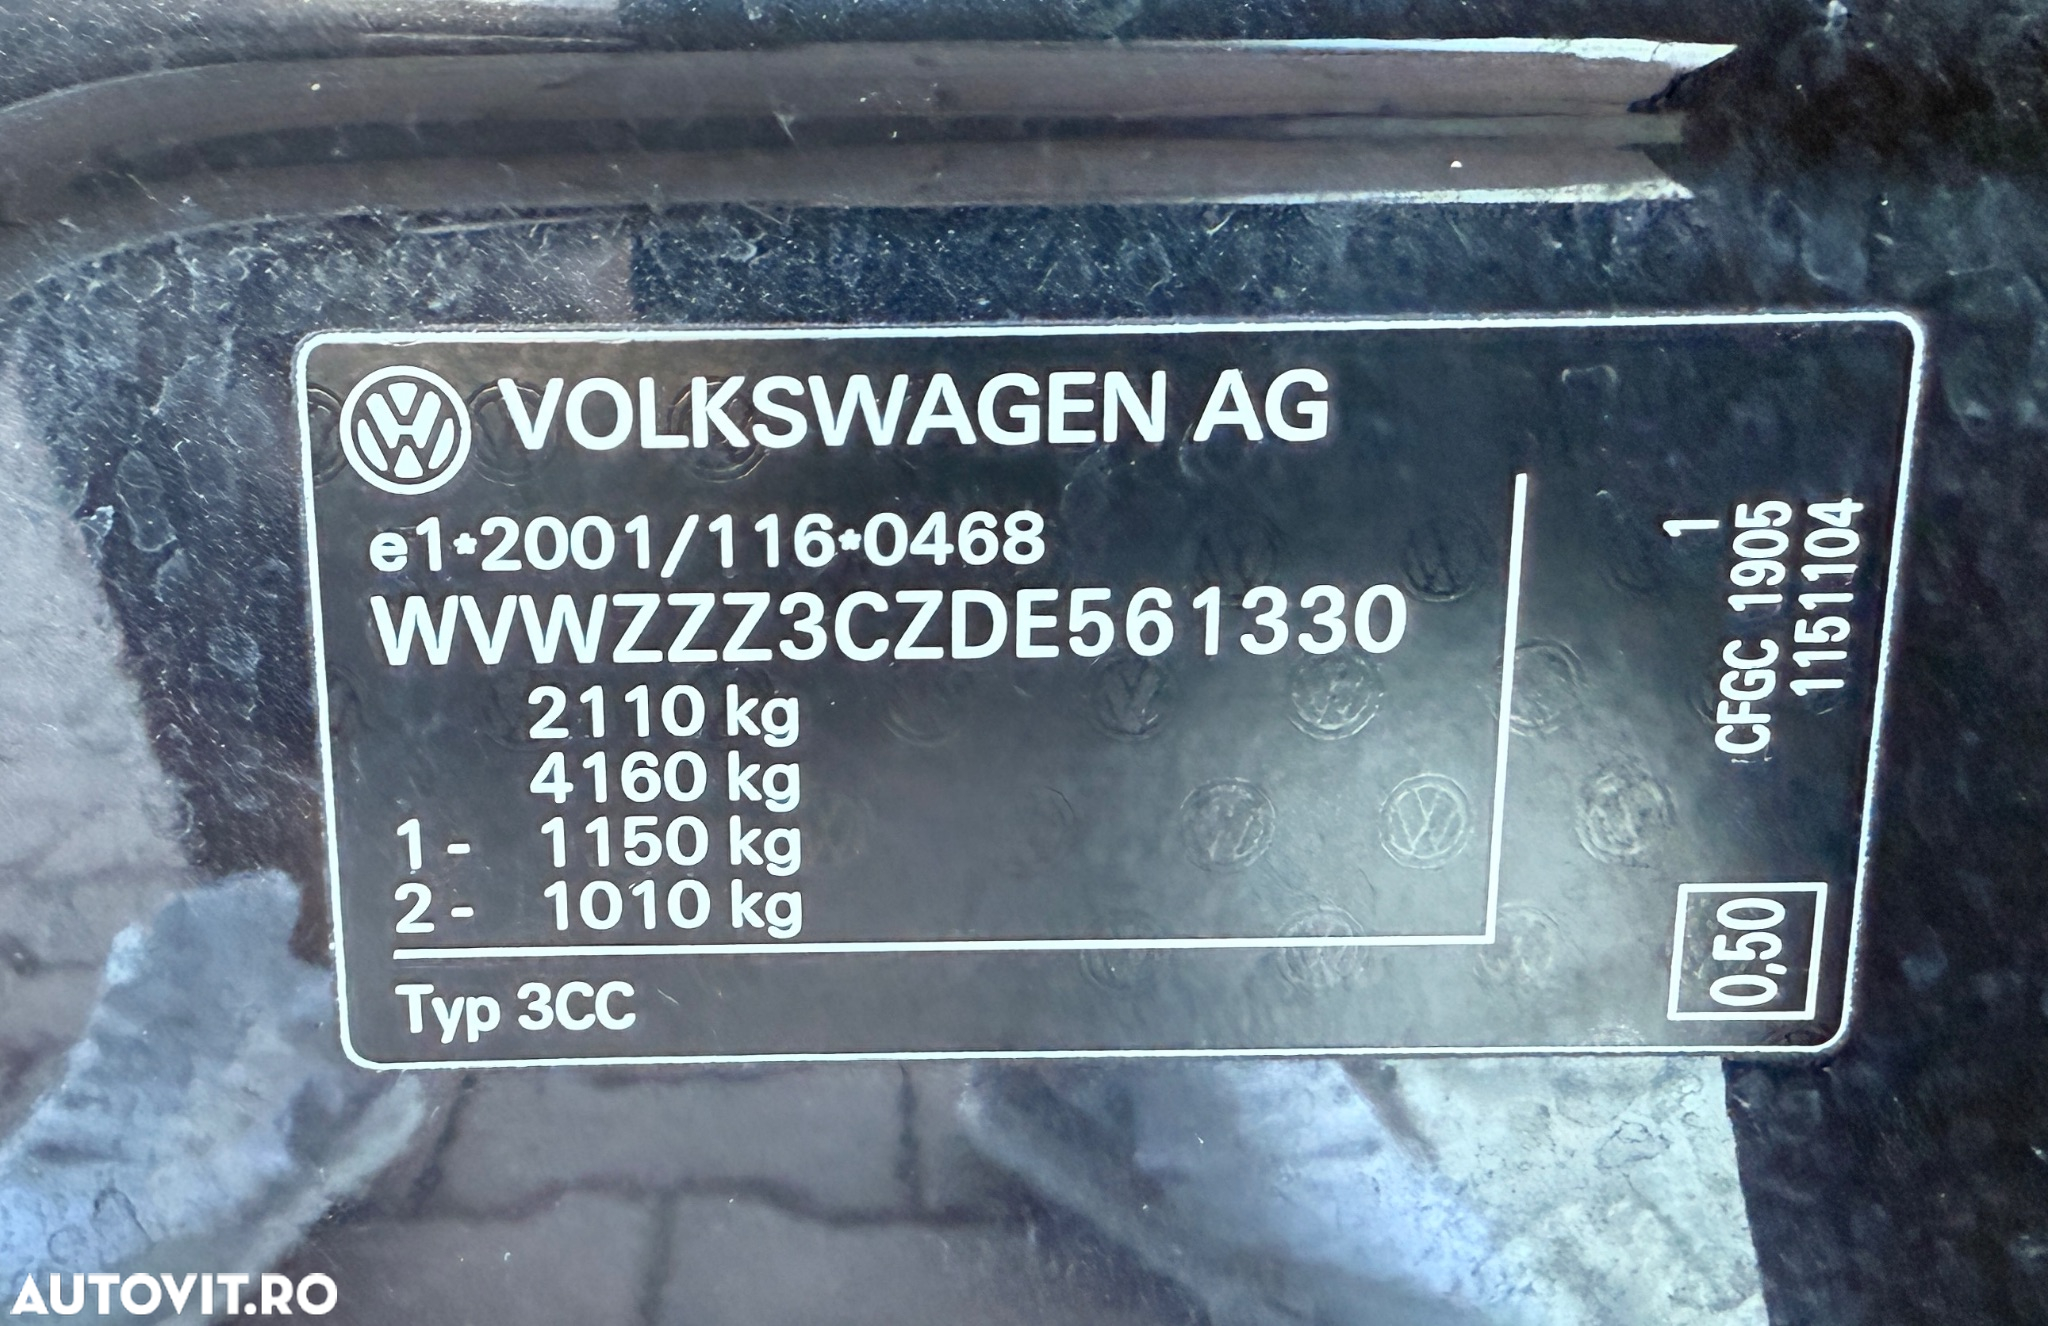 VOLKSWAGEN AG
e1*2001/116*0468
WVWZZZ3CZDE561330
2110 kg
4160 kg
1- 1150 kg
2- 1010 kg
Typ 3CC
1
CFGC 1905
1151104
0,50
AUTOVIT.RO